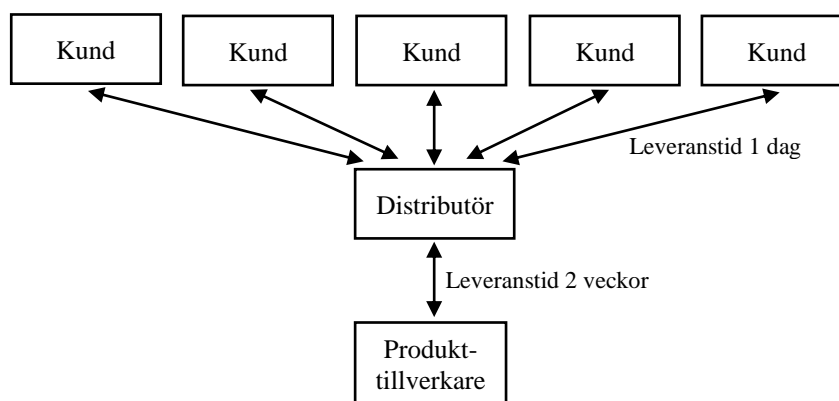 Kund
Kund
Kund
Kund
Kund
Leveranstid 1 dag
Distributör
Leveranstid 2 veckor
Produkt-
tillverkare